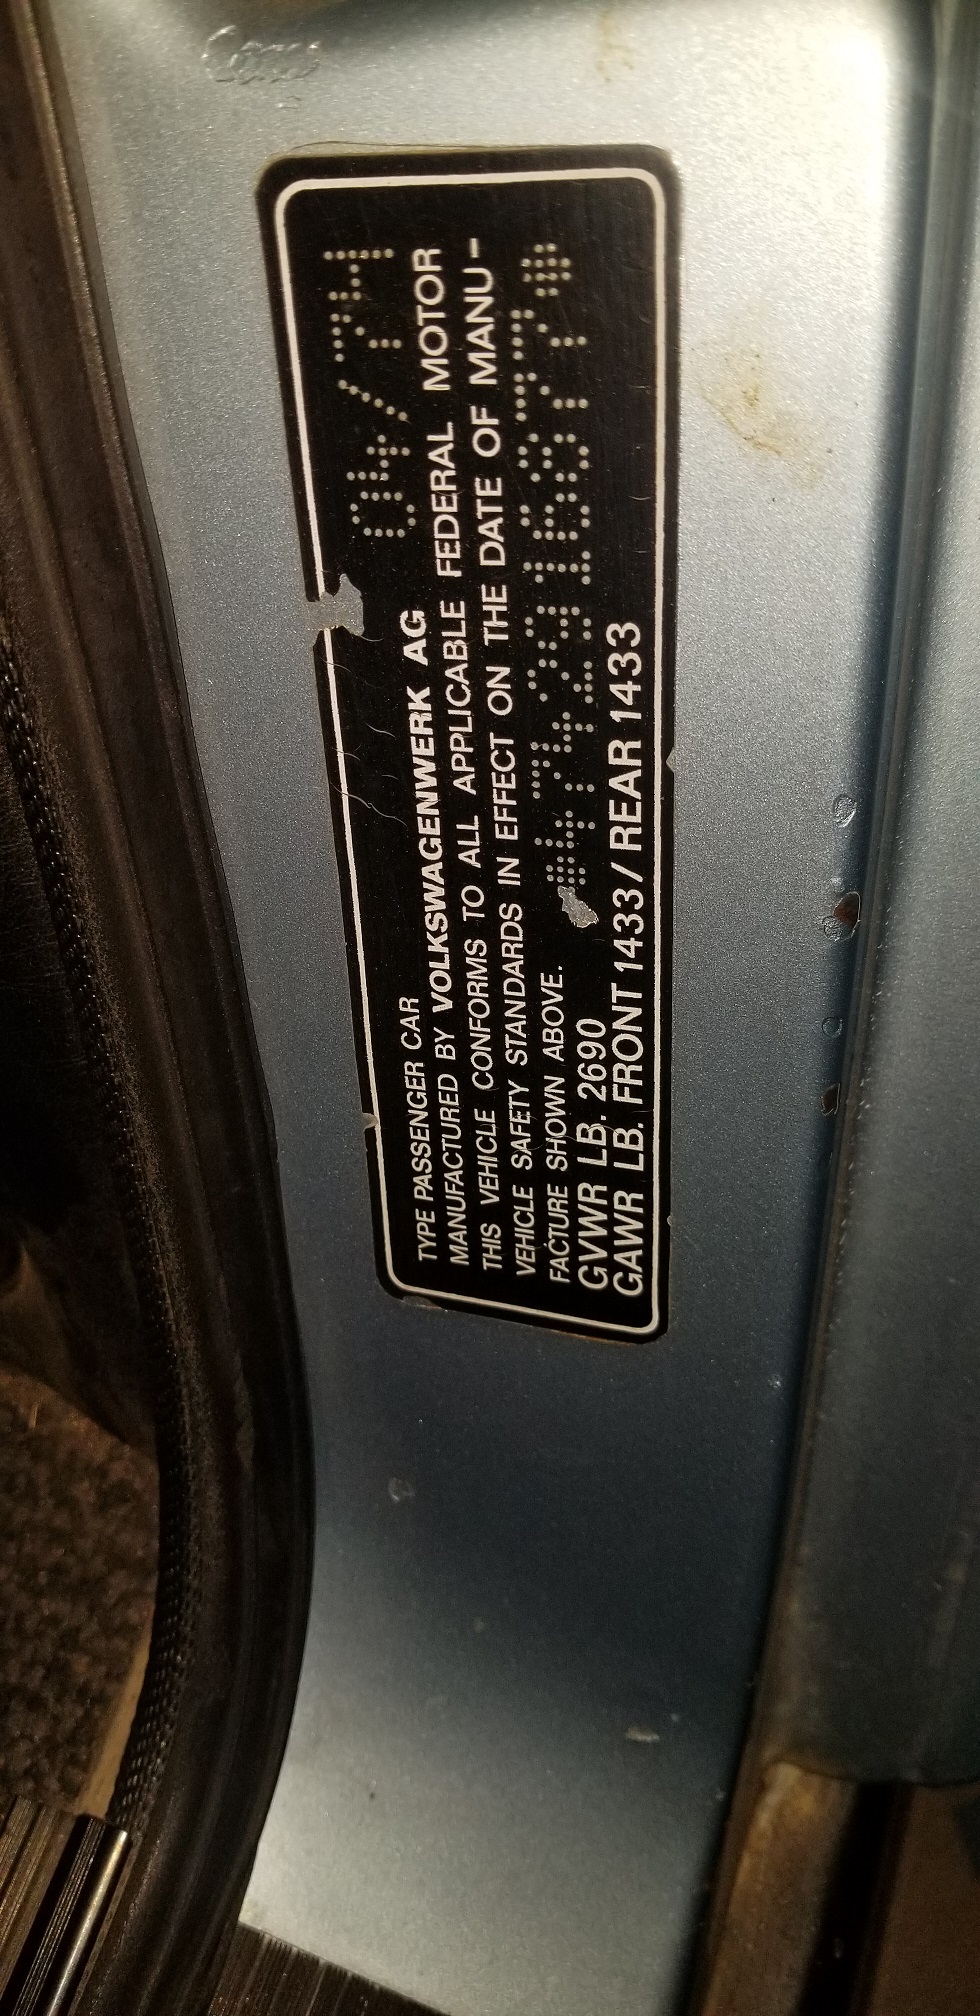 04/74
TYPE PASSENGER CAR
MANUFACTURED BY VOLKSWAGENWERK AG
THIS VEHICLE CONFORMS TO ALL APPLICABLE FEDERAL MOTOR
VEHICLE SAFETY STANDARDS IN EFFECT ON THE DATE OF MANU-
FACTURE SHOWN ABOVE.
GVWR LB. 2690
GAWR LB. FRONT 1433 / REAR 1433